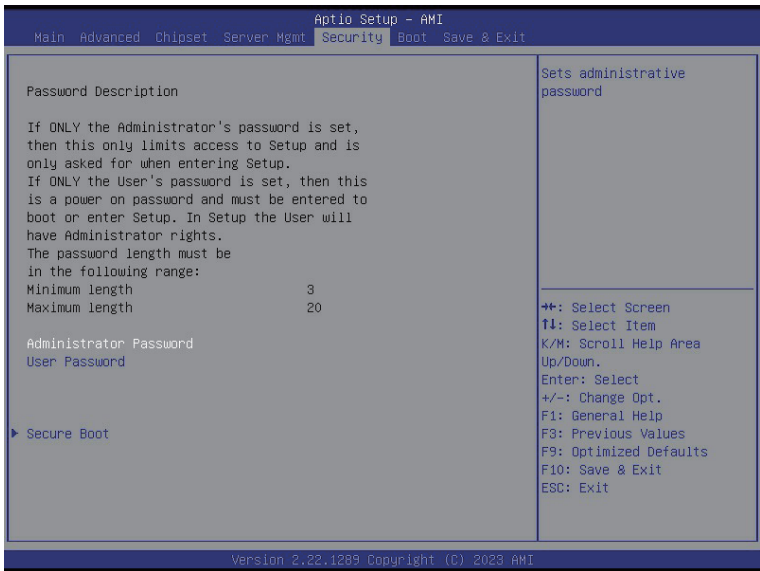 Aptio Setup – AMI
Main Advanced Chipset Server Mgmt Security Boot Save & Exit
Password Description
If ONLY the Administrator's password is set,
then this only limits access to Setup and is
only asked for when entering Setup.
If ONLY the User's password is set, then this
is a power on password and must be entered to
boot or enter Setup. In Setup the User will
have Administrator rights.
The password length must be
in the following range:
Minimum length 3
Maximum length 20
Administrator Password
User Password
▶ Secure Boot
Sets administrative
password
→←: Select Screen
↑↓: Select Item
K/M: Scroll Help Area
Up/Down.
Enter: Select
+/-: Change Opt.
F1: General Help
F3: Previous Values
F9: Optimized Defaults
F10: Save & Exit
ESC: Exit
Version 2.22.1289 Copyright (C) 2023 AMI